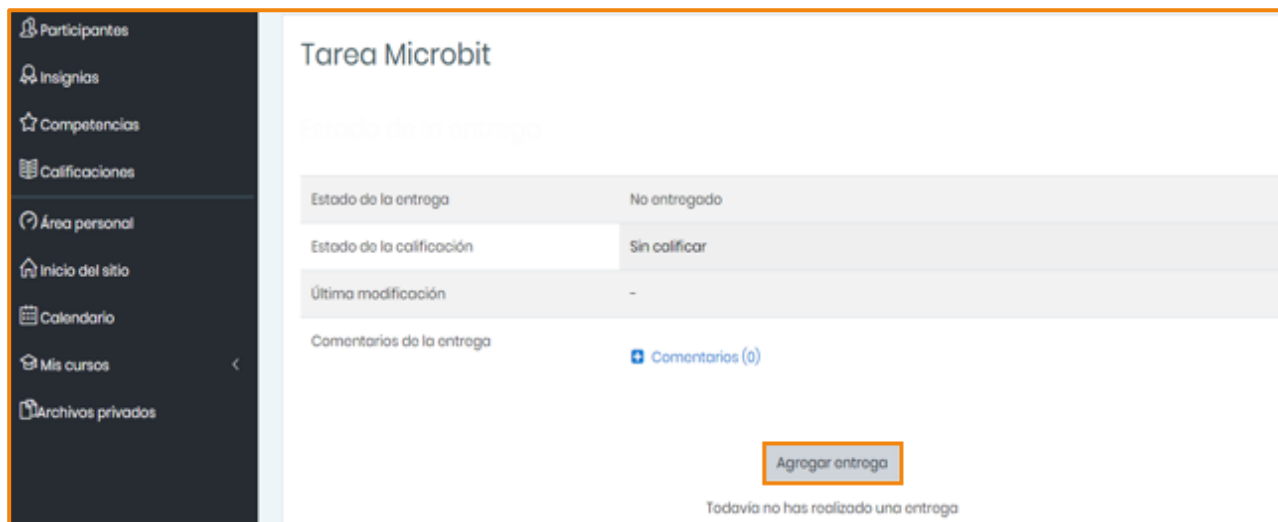 Participantes
Insignias
Competencias
Calificaciones
Área personal
Inicio del sitio
Calendario
Mis cursos
Archivos privados
Tarea Microbit
Estado de la entrega
Estado de la entrega No entregado
Estado de la calificación Sin calificar
Última modificación -
Comentarios de la entrega Comentarios (0)
Agregar entrega
Todavía no has realizado una entrega